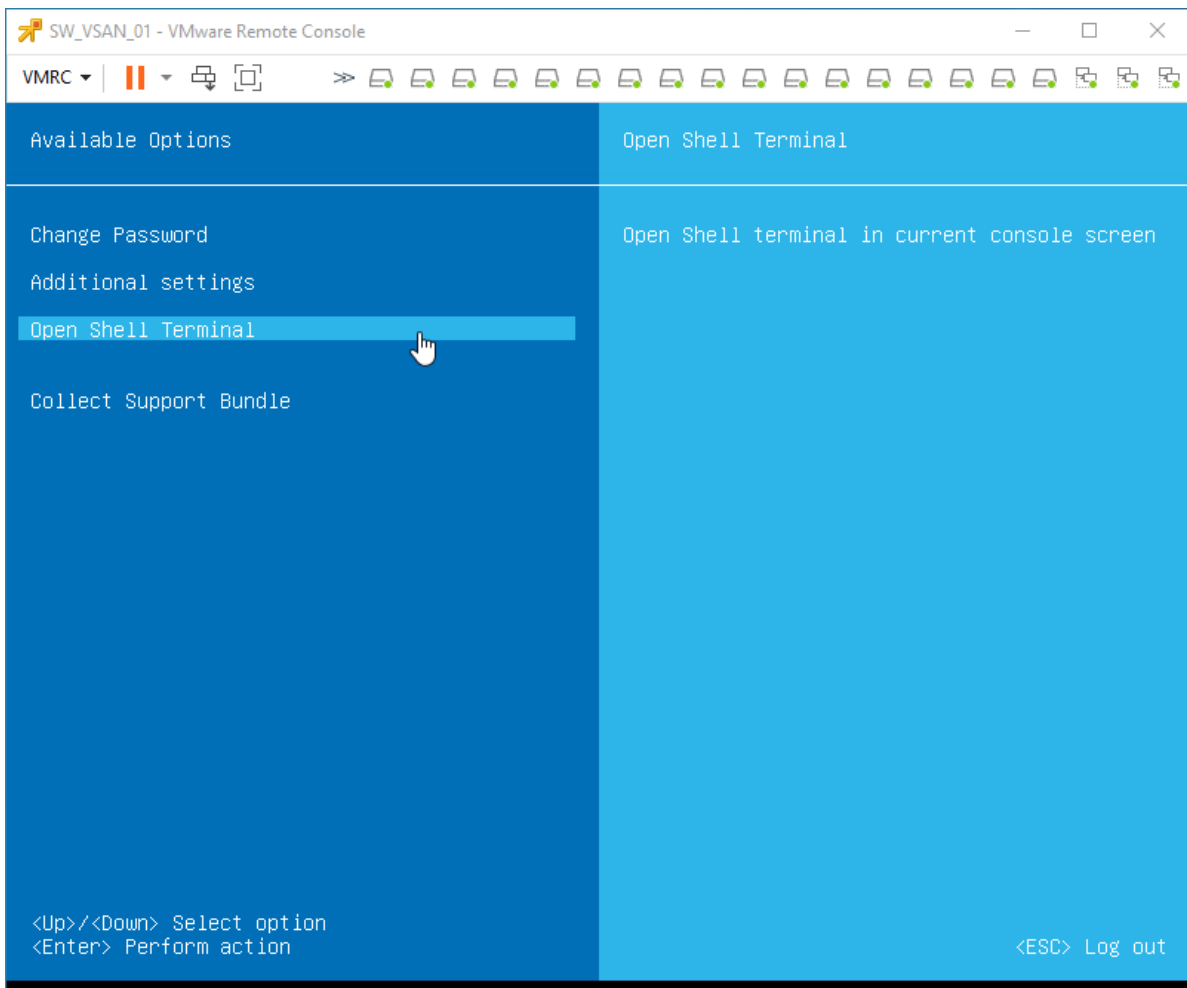 SW_VSAN_01 - VMware Remote Console
VMRC
Available Options
Open Shell Terminal
Change Password
Open Shell terminal in current console screen
Additional settings
Open Shell Terminal
Collect Support Bundle
<Up>/<Down> Select option
<Enter> Perform action
<ESC> Log out